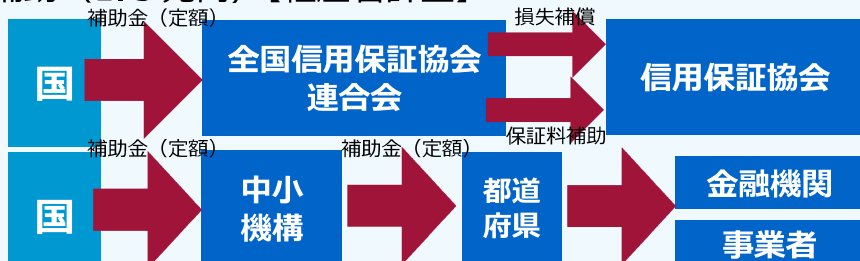 補助金（定額）
損失補償
国
全国信用保証協会
連合会
信用保証協会
保証料補助
補助金（定額）
補助金（定額）
国
中小
機構
都道
府県
金融機関
事業者